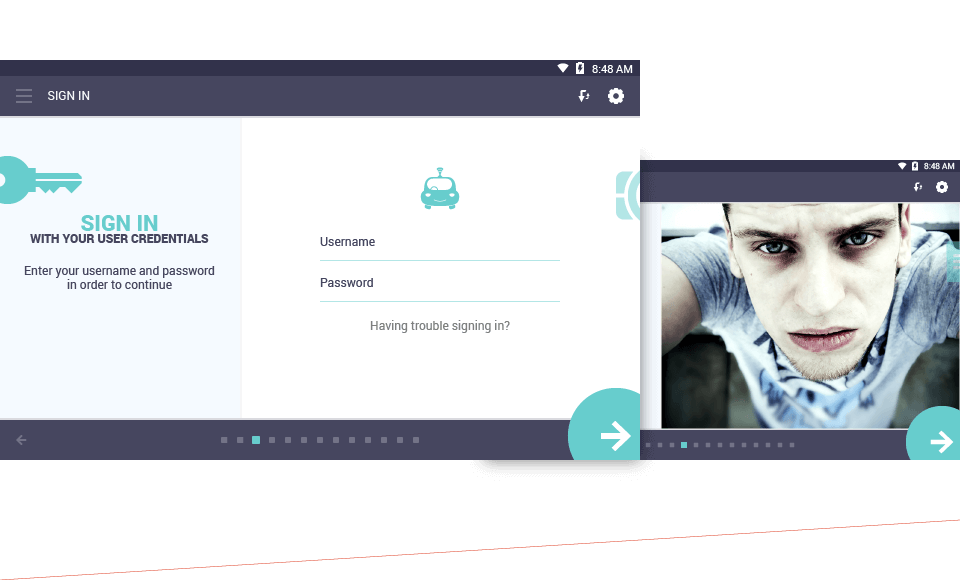 8:48 AM
SIGN IN
SIGN IN
WITH YOUR USER CREDENTIALS
Enter your username and password
in order to continue
Username
Password
Having trouble signing in?
8:48 AM